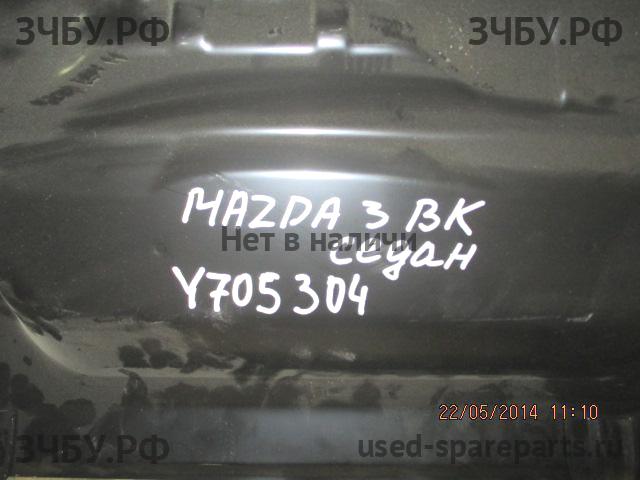 ЗЧБУ.РФ ЗЧБУ.РФ
MAZDA 3 BK
Нет в наличи
седан
Y705304
22/05/2014 11:10
ЗЧБУ.РФ used-spareparts.ru